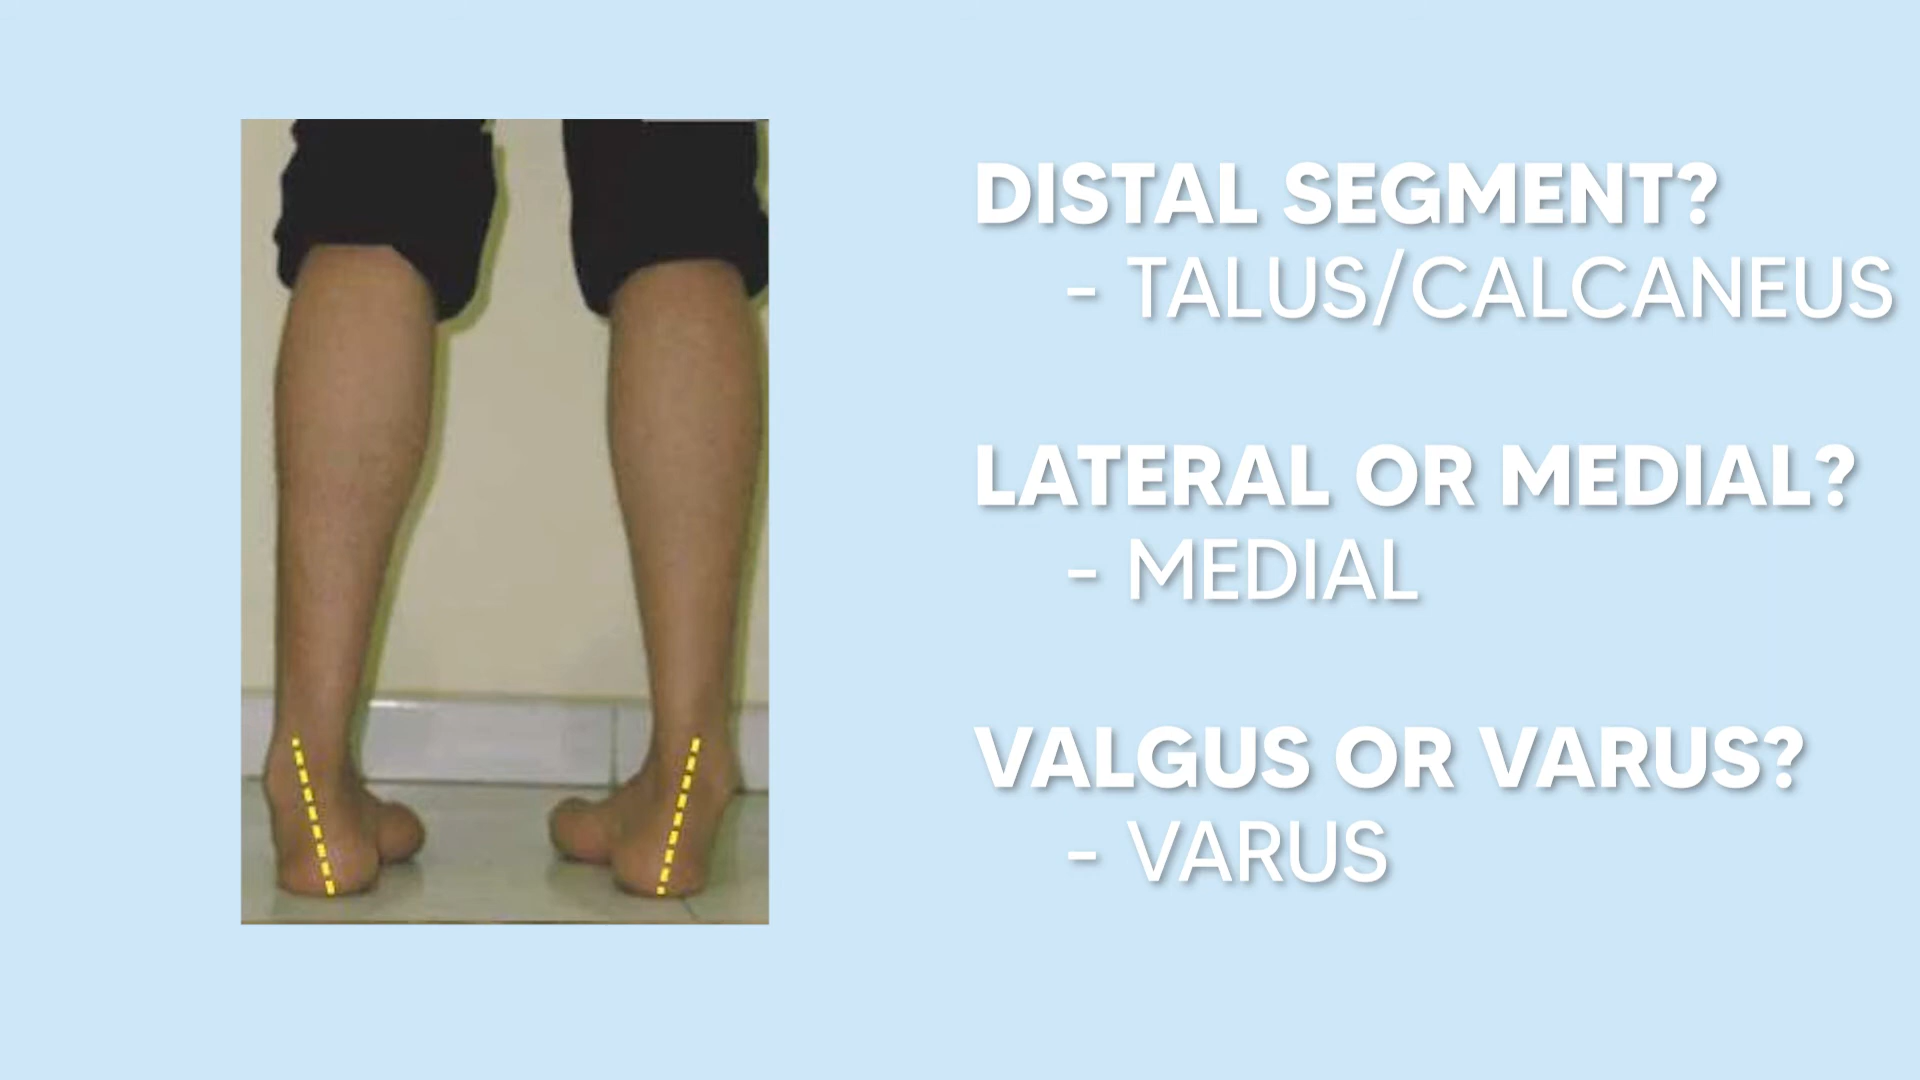 DISTAL SEGMENT?
- TALUS/CALCANEUS
LATERAL OR MEDIAL?
- MEDIAL
VALGUS OR VARUS?
- VARUS